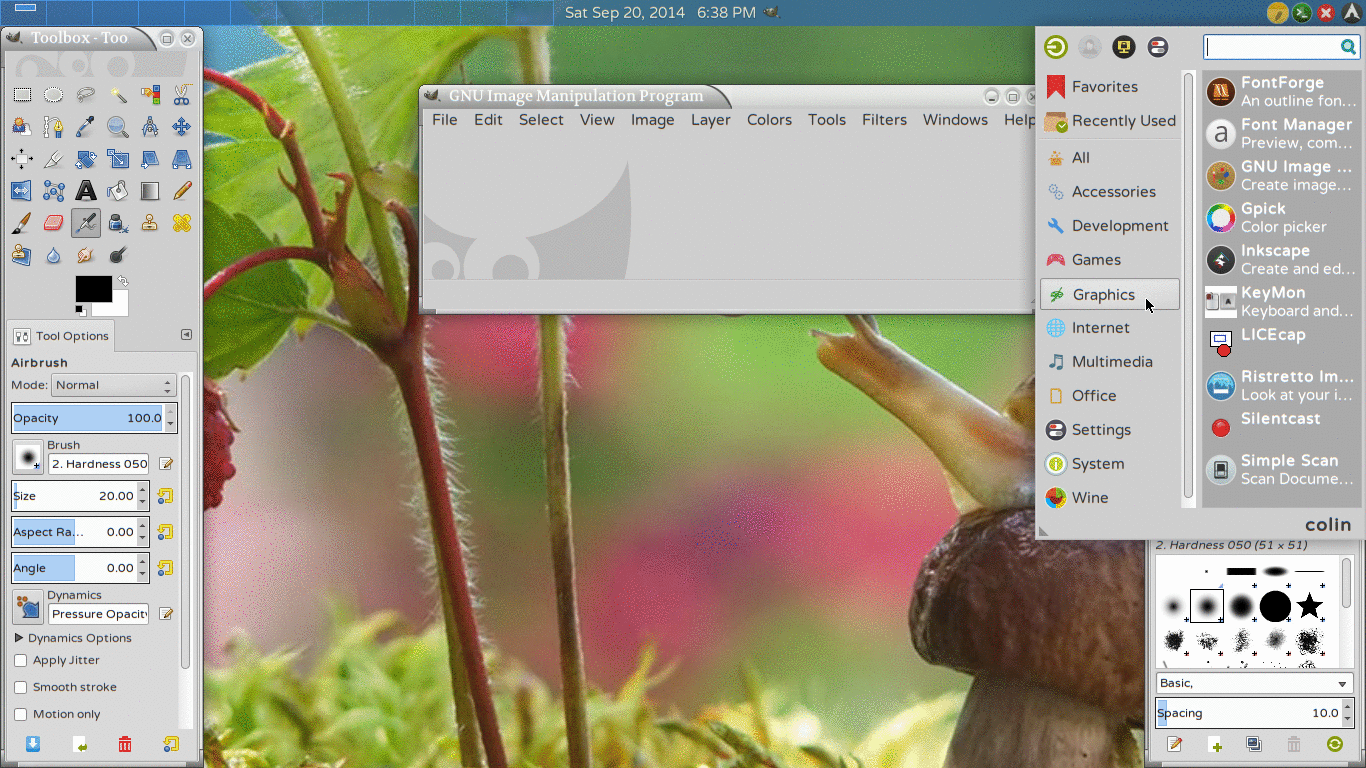 Sat Sep 20, 2014 6:38 PM
Toolbox - Too
Tool Options
Airbrush
Mode: Normal
Opacity 100.0
Brush
2. Hardness 050
Size 20.00
Aspect Ra... 0.00
Angle 0.00
Dynamics
Pressure Opacity
Dynamics Options
Apply Jitter
Smooth stroke
Motion only
GNU Image Manipulation Program
File Edit Select View Image Layer Colors Tools Filters Windows Help
Favorites
Recently Used
All
Accessories
Development
Games
Graphics
Internet
Multimedia
Office
Settings
System
Wine
FontForge
An outline fon...
a
Font Manager
Preview, com...
GNU Image ...
Create image...
Gpick
Color picker
Inkscape
Create and ed...
A
KeyMon
Keyboard and...
LICEcap
Ristretto Im...
Look at your i...
Silentcast
Simple Scan
Scan Docume...
colin
2. Hardness 050 (51 × 51)
Basic,
Spacing 10.0